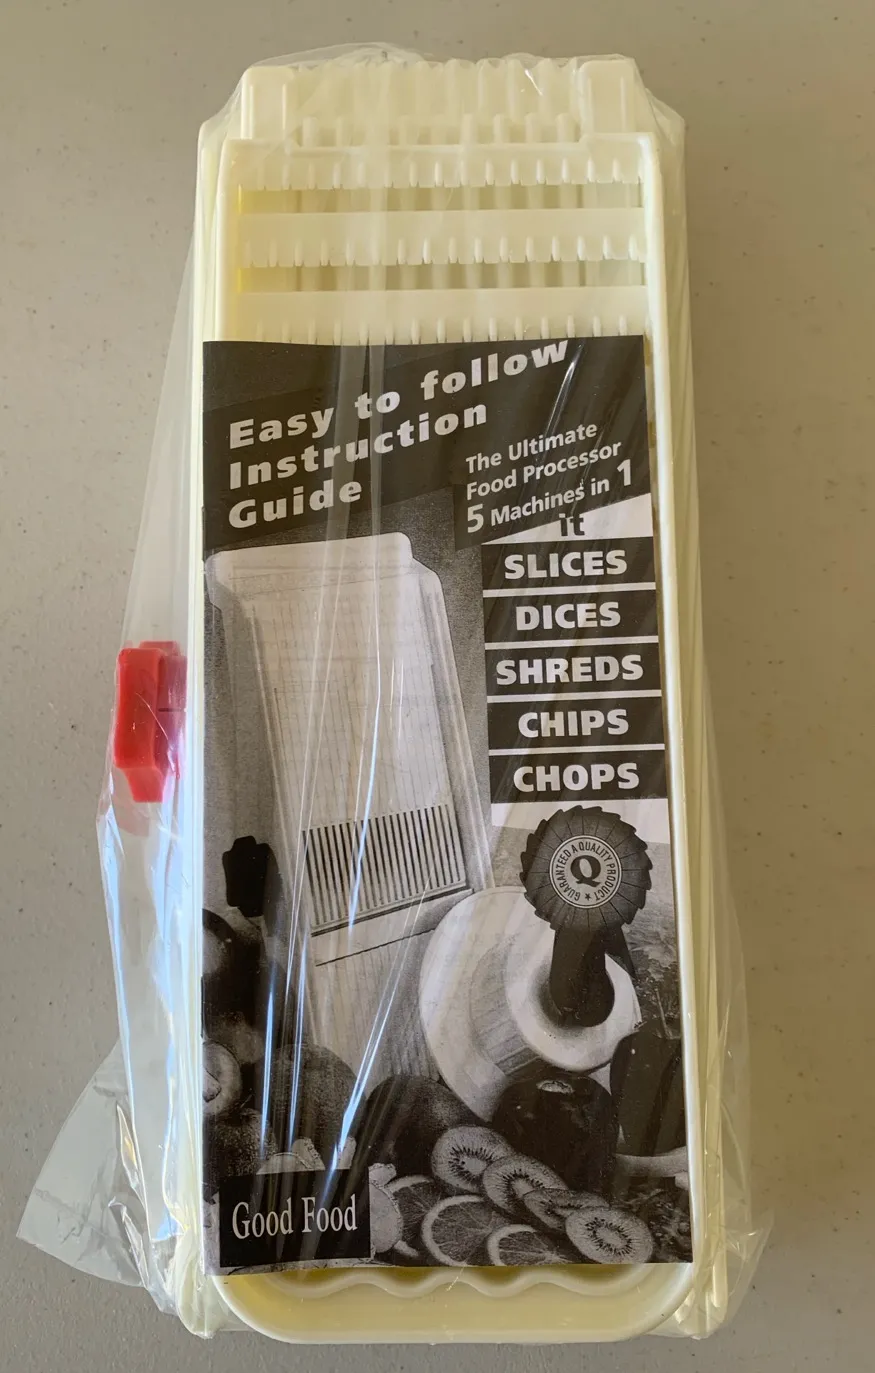 Easy to follow
Instruction
Guide
The Ultimate
Food Processor
5 Machines in 1
it
SLICES
DICES
SHREDS
CHIPS
CHOPS
GUARANTEED A QUALITY PRODUCT ★
Q
Good Food